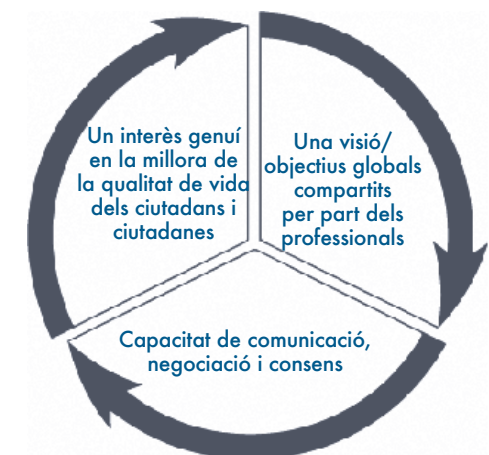 Un interès genuí
en la millora de
la qualitat de vida
dels ciutadans i
ciutadanes
Una visió/
objectius globals
compartits
per part dels
professionals
Capacitat de comunicació,
negociació i consens